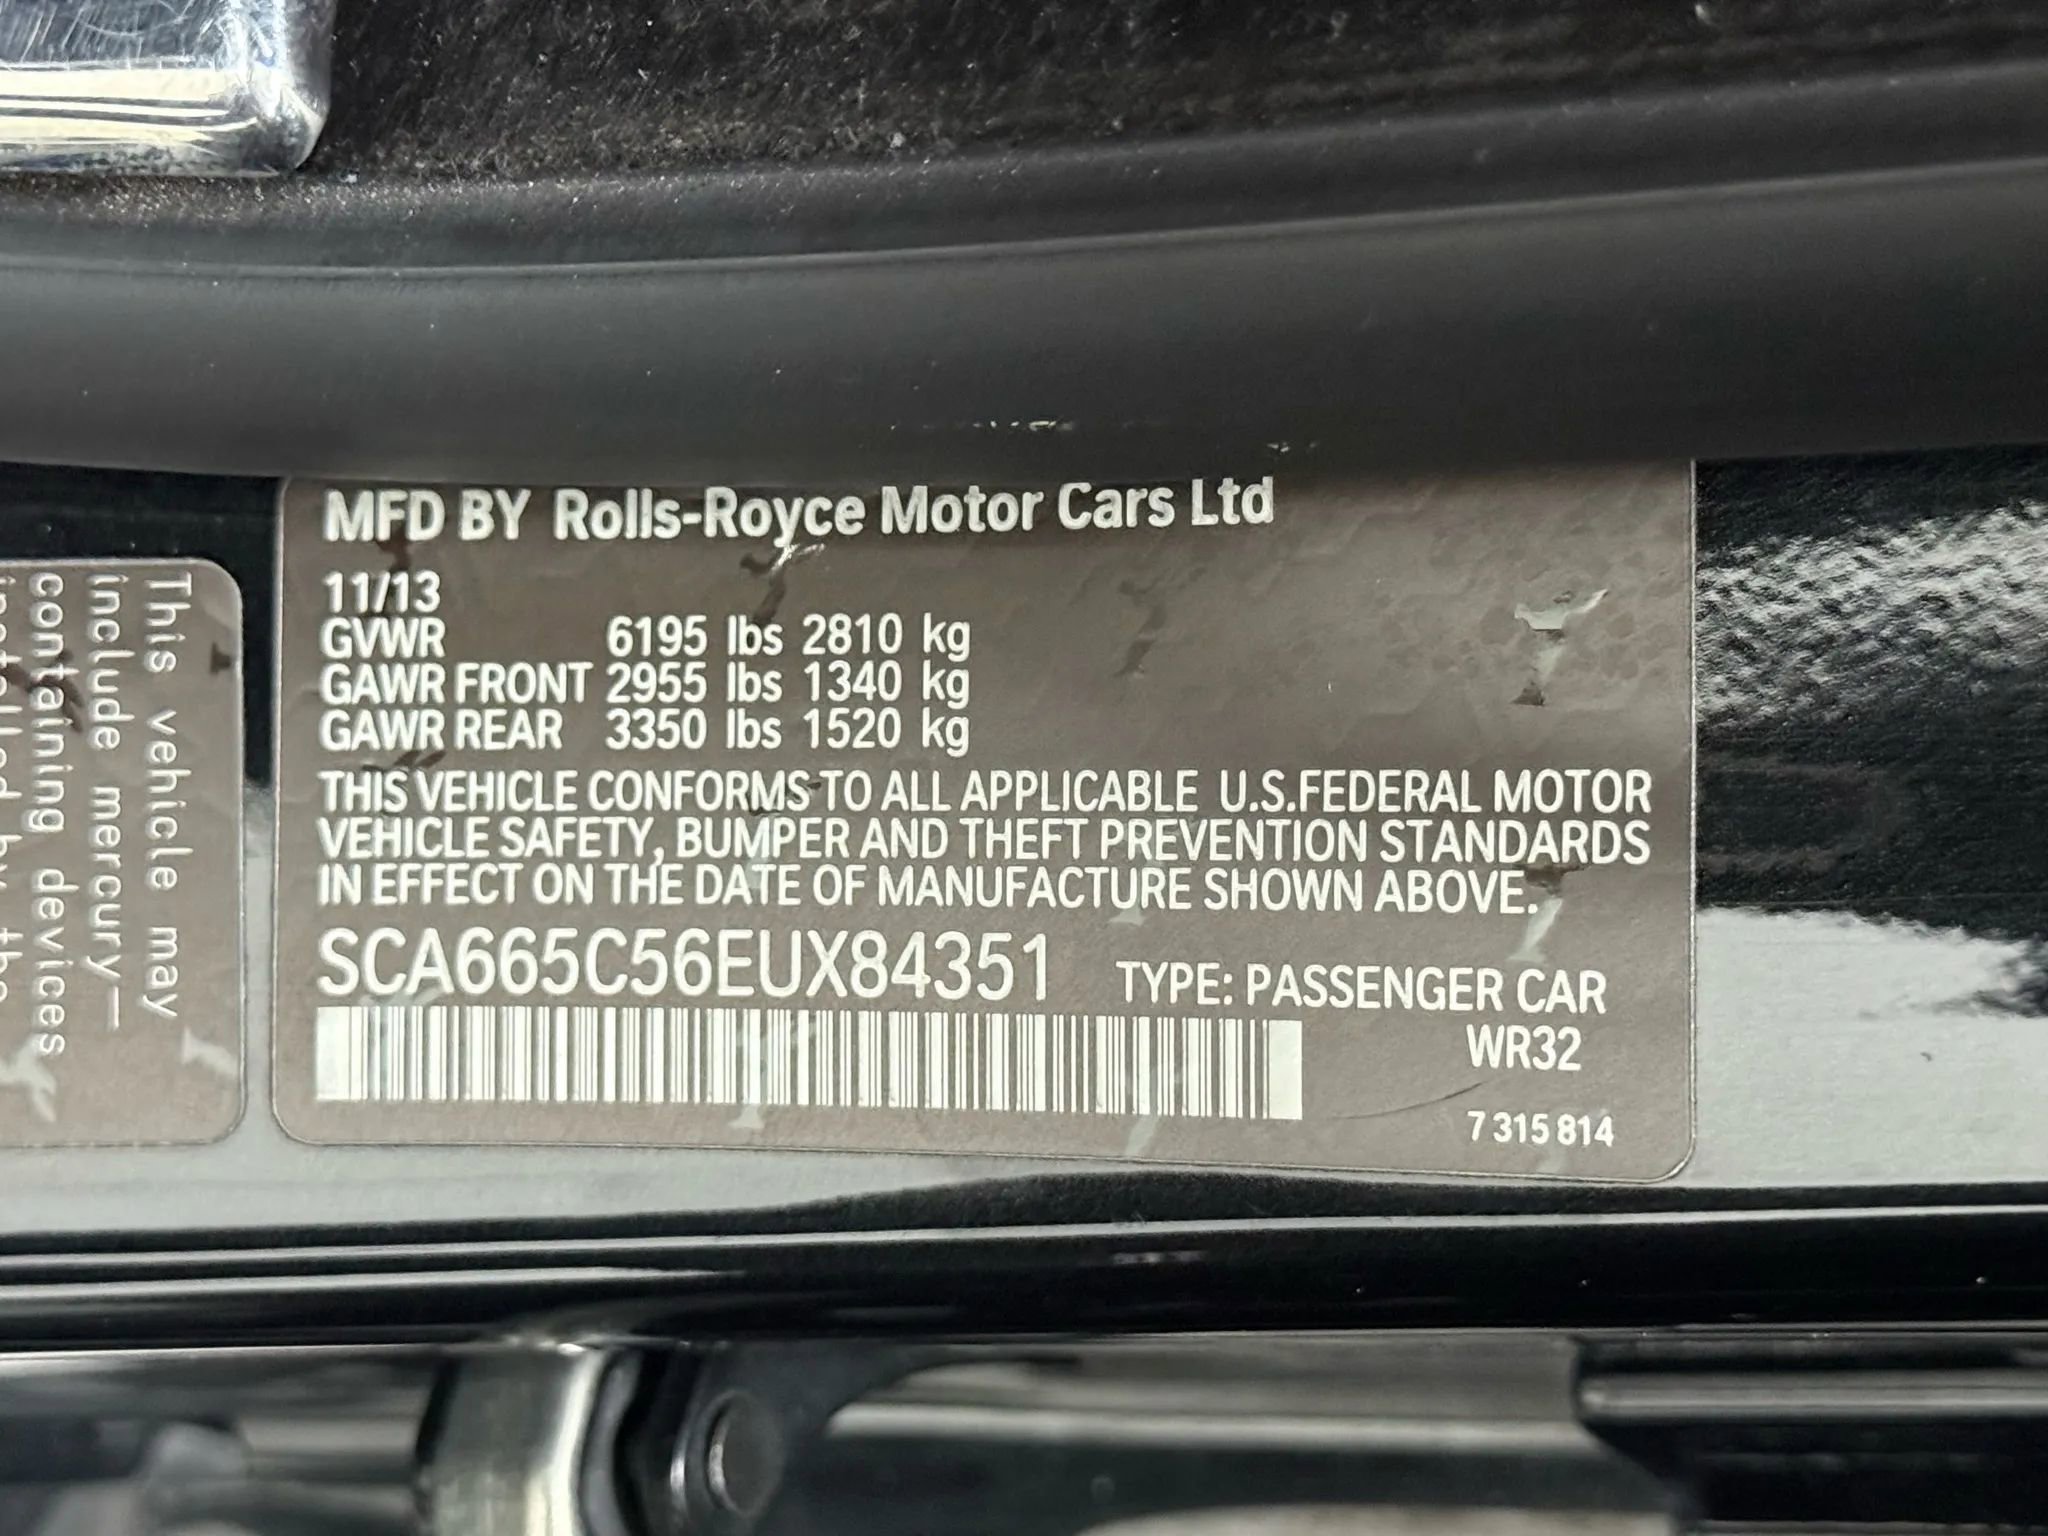 MFD BY Rolls-Royce Motor Cars Ltd
11/13
GVWR 6195 lbs 2810 kg
GAWR FRONT 2955 lbs 1340 kg
GAWR REAR 3350 lbs 1520 kg
THIS VEHICLE CONFORMS TO ALL APPLICABLE U.S.FEDERAL MOTOR
VEHICLE SAFETY, BUMPER AND THEFT PREVENTION STANDARDS
IN EFFECT ON THE DATE OF MANUFACTURE SHOWN ABOVE.
SCA665C56EUX84351 TYPE: PASSENGER CAR
WR32
7 315 814
This vehicle may
include mercury—
containing devices
installed by the